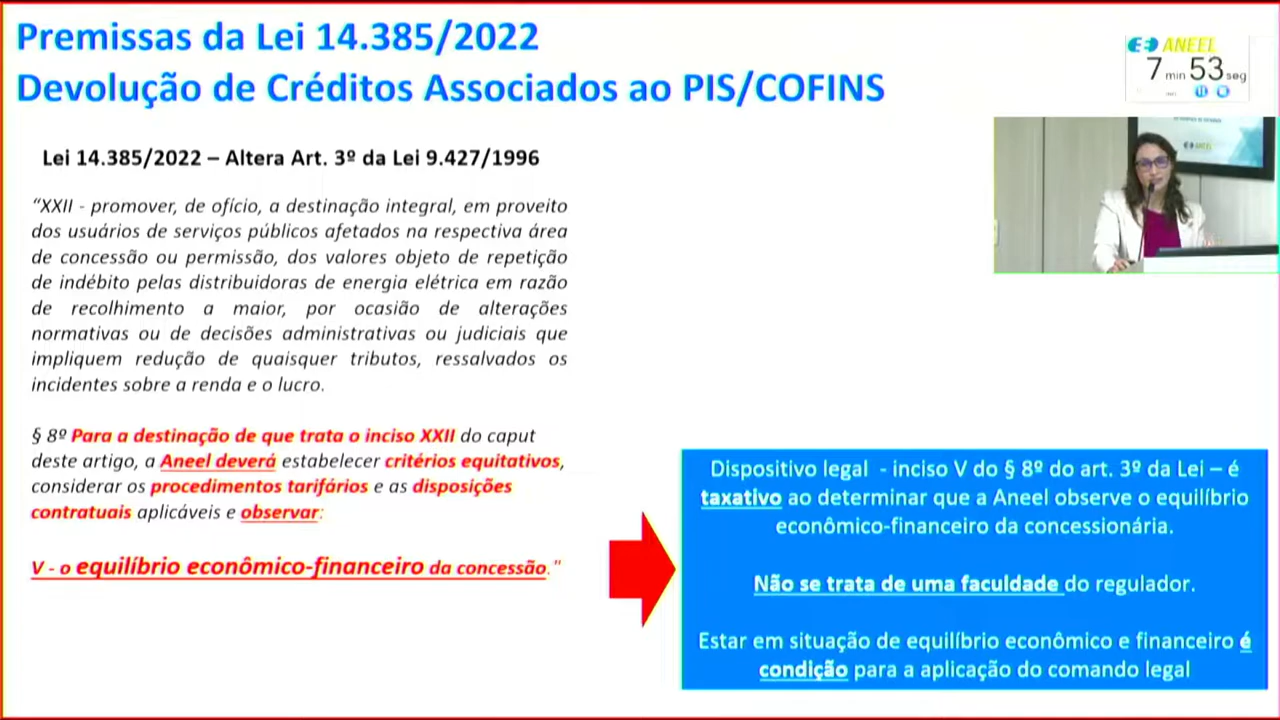 Premissas da Lei 14.385/2022
Devolução de Créditos Associados ao PIS/COFINS
ANEEL
7 min 53 seg
Lei 14.385/2022 – Altera Art. 3º da Lei 9.427/1996
“XXII - promover, de ofício, a destinação integral, em proveito
dos usuários de serviços públicos afetados na respectiva área
de concessão ou permissão, dos valores objeto de repetição
de indébito pelas distribuidoras de energia elétrica em razão
de recolhimento a maior, por ocasião de alterações
normativas ou de decisões administrativas ou judiciais que
impliquem redução de quaisquer tributos, ressalvados os
incidentes sobre a renda e o lucro.
§ 8º Para a destinação de que trata o inciso XXII do caput
deste artigo, a Aneel deverá estabelecer critérios equitativos,
considerar os procedimentos tarifários e as disposições
contratuais aplicáveis e observar:
V - o equilíbrio econômico-financeiro da concessão."
Dispositivo legal - inciso V do § 8º do art. 3º da Lei – é
taxativo ao determinar que a Aneel observe o equilíbrio
econômico-financeiro da concessionária.
Não se trata de uma faculdade do regulador.
Estar em situação de equilíbrio econômico e financeiro é
condição para a aplicação do comando legal